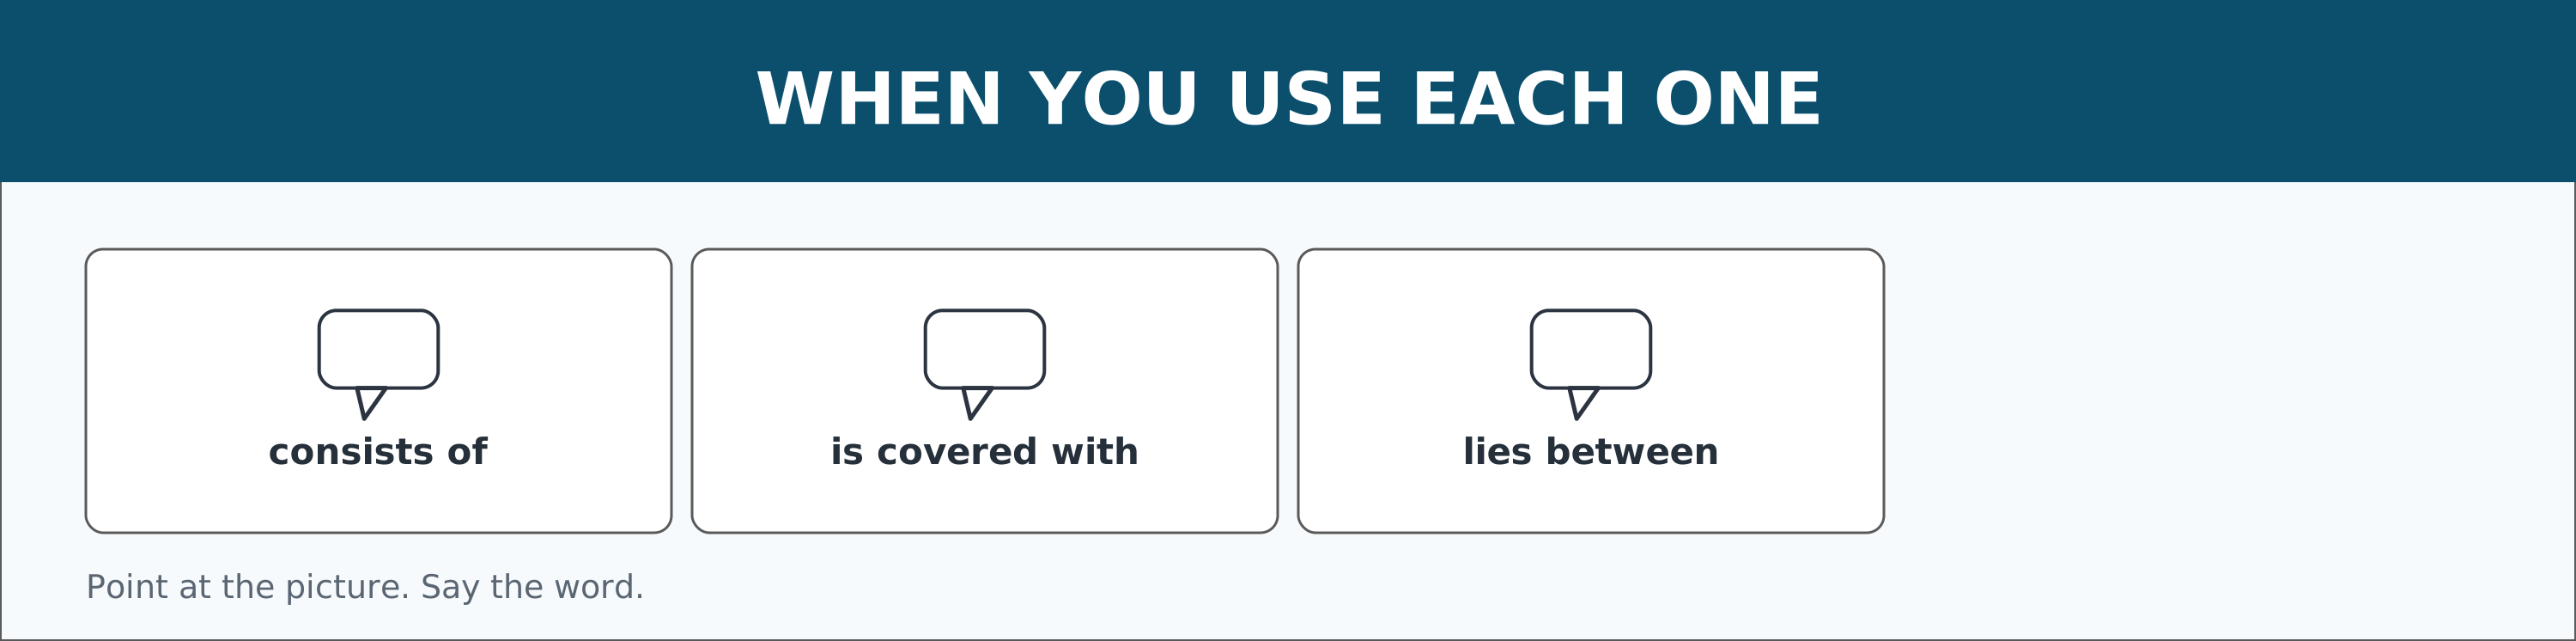 WHEN YOU USE EACH ONE
consists of
is covered with
lies between
Point at the picture. Say the word.